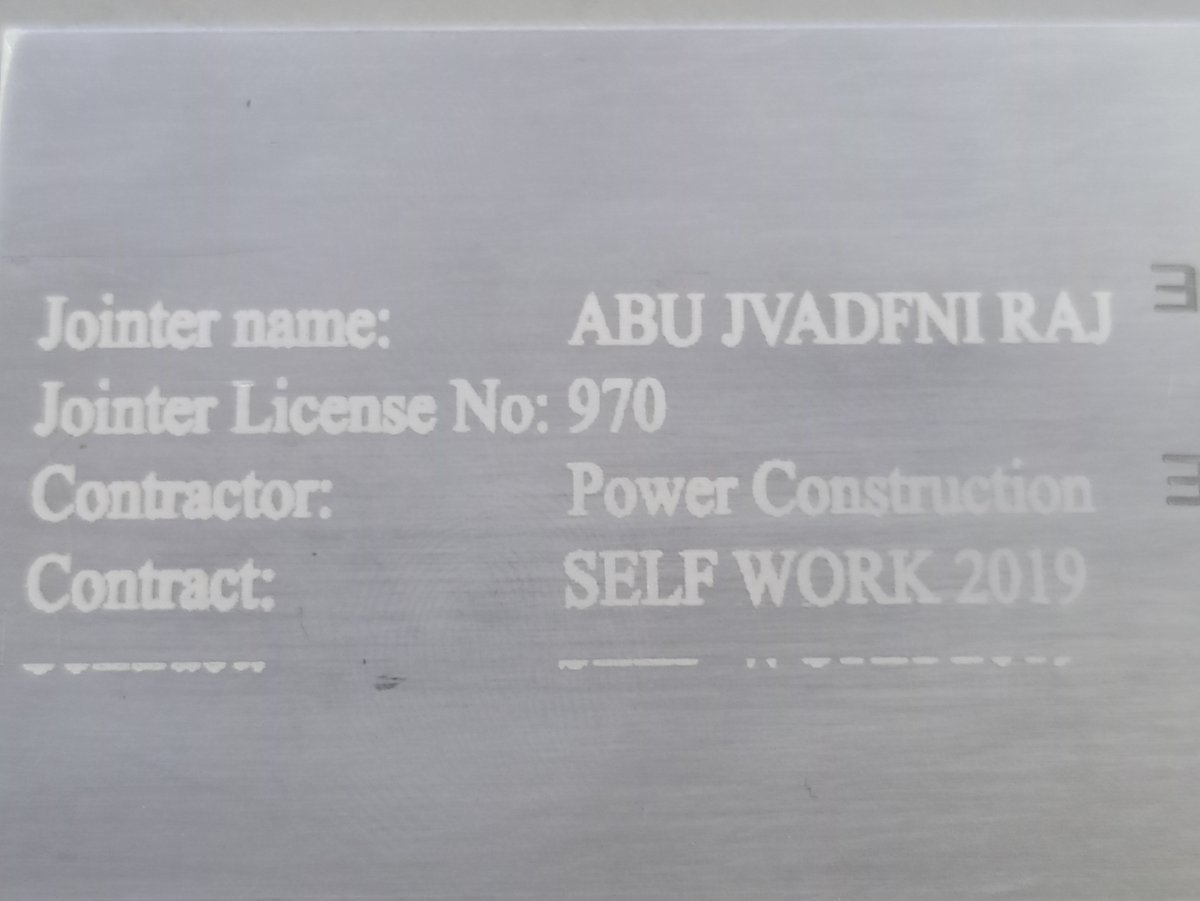 Jointer name: ABU JVADFNI RAJ
Jointer License No: 970
Contractor: Power Construction
Contract: SELF WORK 2019